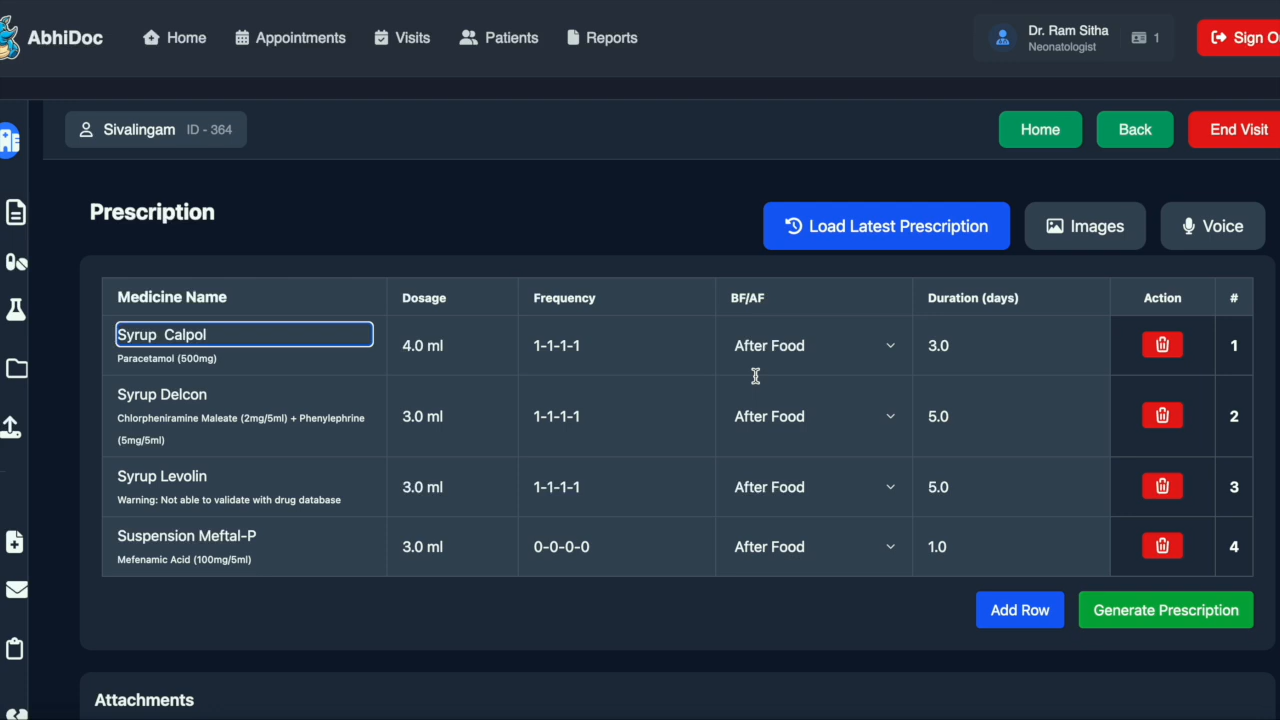 AbhiDoc
Home
Appointments
Visits
Patients
Reports
Dr. Ram Sitha
Neonatologist
1
Sign O
Sivalingam ID - 364
Home
Back
End Visit
Prescription
Load Latest Prescription
Images
Voice
Medicine Name Dosage Frequency BF/AF Duration (days) Action #
Syrup Calpol
Paracetamol (500mg)
4.0 ml 1-1-1-1 After Food 3.0 1
Syrup Delcon
Chlorpheniramine Maleate (2mg/5ml) + Phenylephrine
(5mg/5ml)
3.0 ml 1-1-1-1 After Food 5.0 2
Syrup Levolin
Warning: Not able to validate with drug database
3.0 ml 1-1-1-1 After Food 5.0 3
Suspension Meftal-P
Mefenamic Acid (100mg/5ml)
3.0 ml 0-0-0-0 After Food 1.0 4
Add Row
Generate Prescription
Attachments